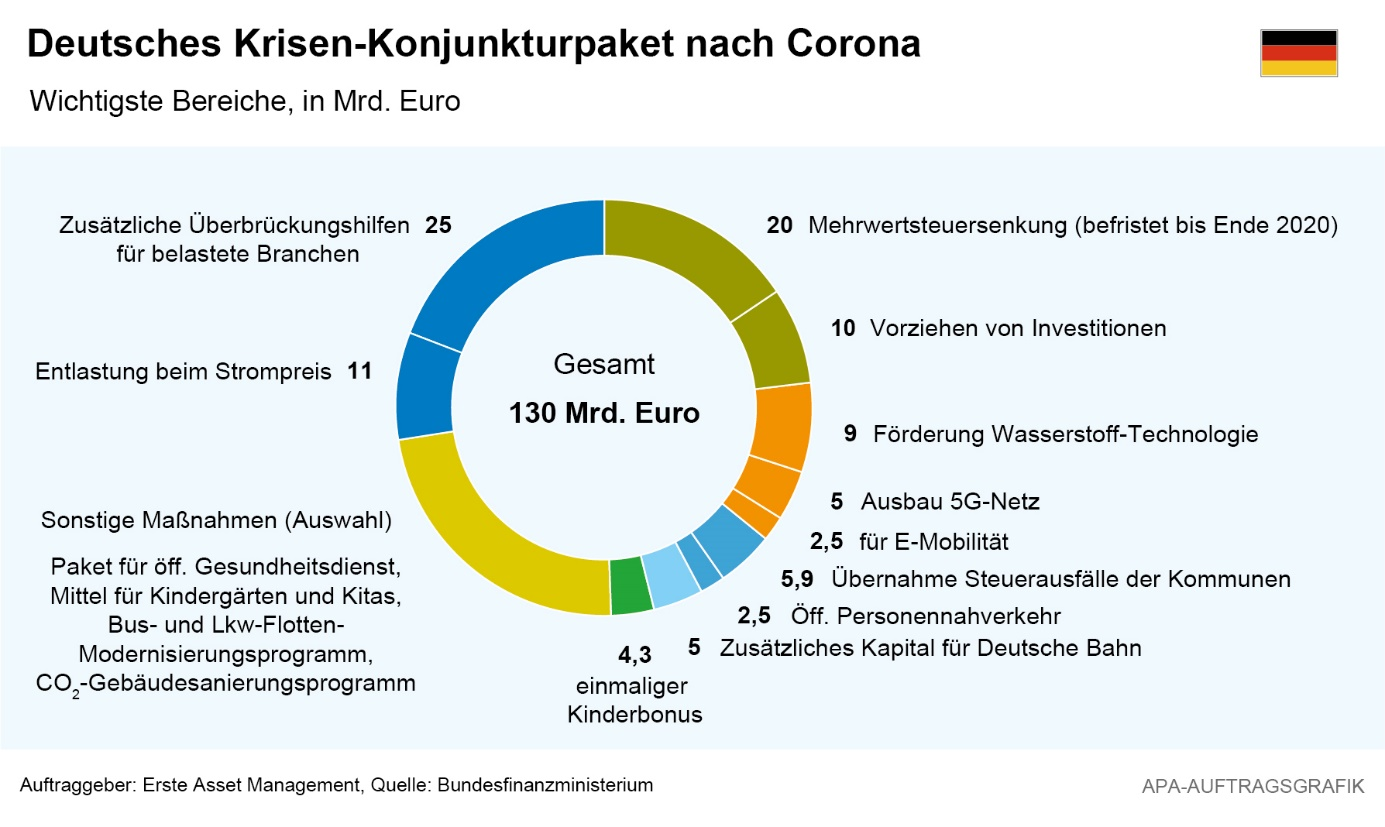 Deutsches Krisen-Konjunkturpaket nach Corona
Wichtigste Bereiche, in Mrd. Euro
Zusätzliche Überbrückungshilfen 25
für belastete Branchen
20 Mehrwertsteuersenkung (befristet bis Ende 2020)
10 Vorziehen von Investitionen
Entlastung beim Strompreis 11
Gesamt
130 Mrd. Euro
9 Förderung Wasserstoff-Technologie
5 Ausbau 5G-Netz
2,5 für E-Mobilität
5,9 Übernahme Steuerausfälle der Kommunen
2,5 Öff. Personennahverkehr
5 Zusätzliches Kapital für Deutsche Bahn
4,3
einmaliger
Kinderbonus
Sonstige Maßnahmen (Auswahl)
Paket für öff. Gesundheitsdienst,
Mittel für Kindergärten und Kitas,
Bus- und Lkw-Flotten-
Modernisierungsprogramm,
CO₂-Gebäudesanierungsprogramm
Auftraggeber: Erste Asset Management, Quelle: Bundesfinanzministerium
APA-AUFTRAGSGRAFIK